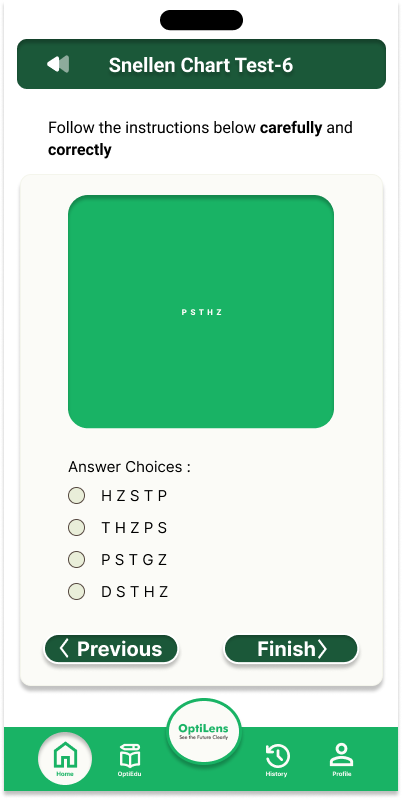 Snellen Chart Test-6
Follow the instructions below carefully and
correctly
P S T H Z
Answer Choices :
H Z S T P
T H Z P S
P S T G Z
D S T H Z
Previous
Finish
OptiLens
See the Future Clearly
Home
OptiEdu
History
Profile